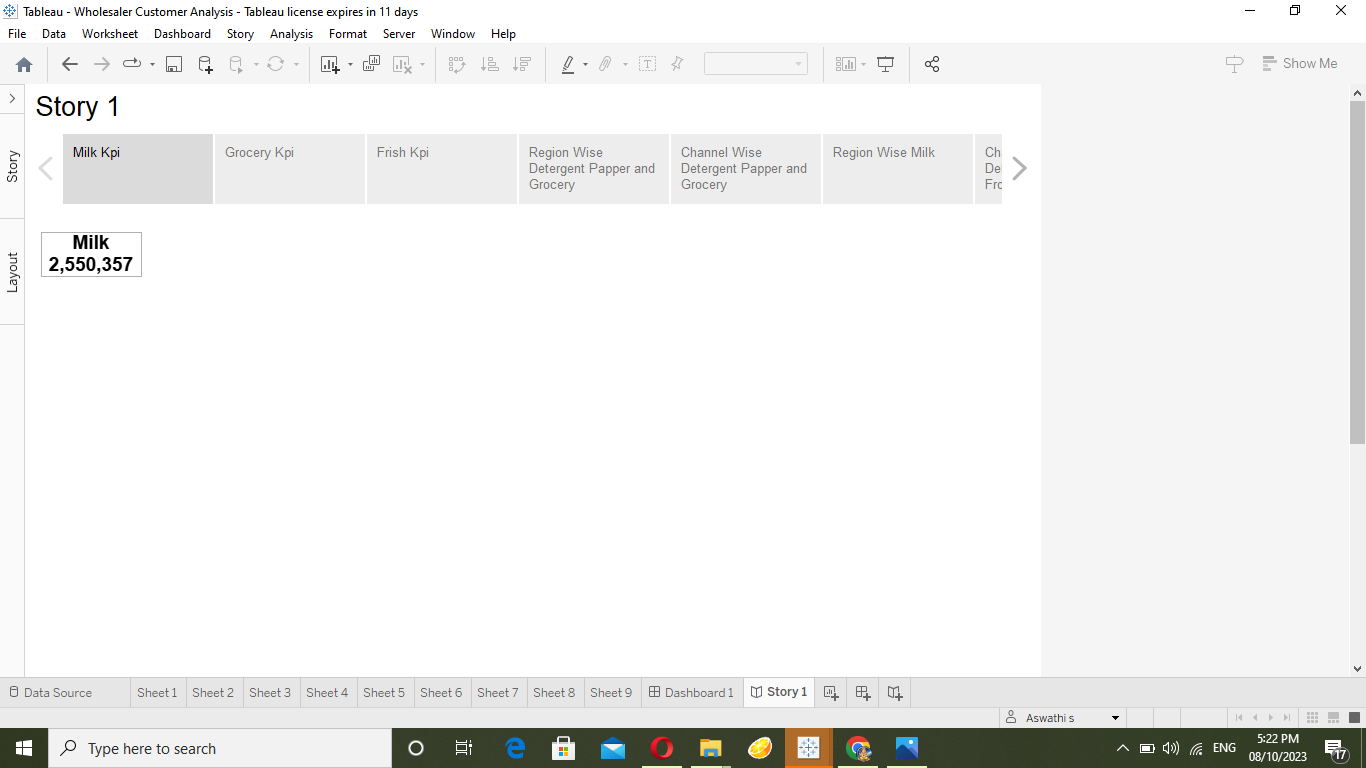 Tableau - Wholesaler Customer Analysis - Tableau license expires in 11 days
File Data Worksheet Dashboard Story Analysis Format Server Window Help
Show Me
Story
Layout
Story 1
Milk Kpi
Grocery Kpi
Frish Kpi
Region Wise
Detergent Papper and
Grocery
Channel Wise
Detergent Papper and
Grocery
Region Wise Milk
Ch
De
Fro
Milk
2,550,357
Data Source Sheet 1 Sheet 2 Sheet 3 Sheet 4 Sheet 5 Sheet 6 Sheet 7 Sheet 8 Sheet 9 Dashboard 1 Story 1
Aswathi s
Type here to search
ENG
5:22 PM
08/10/2023
17